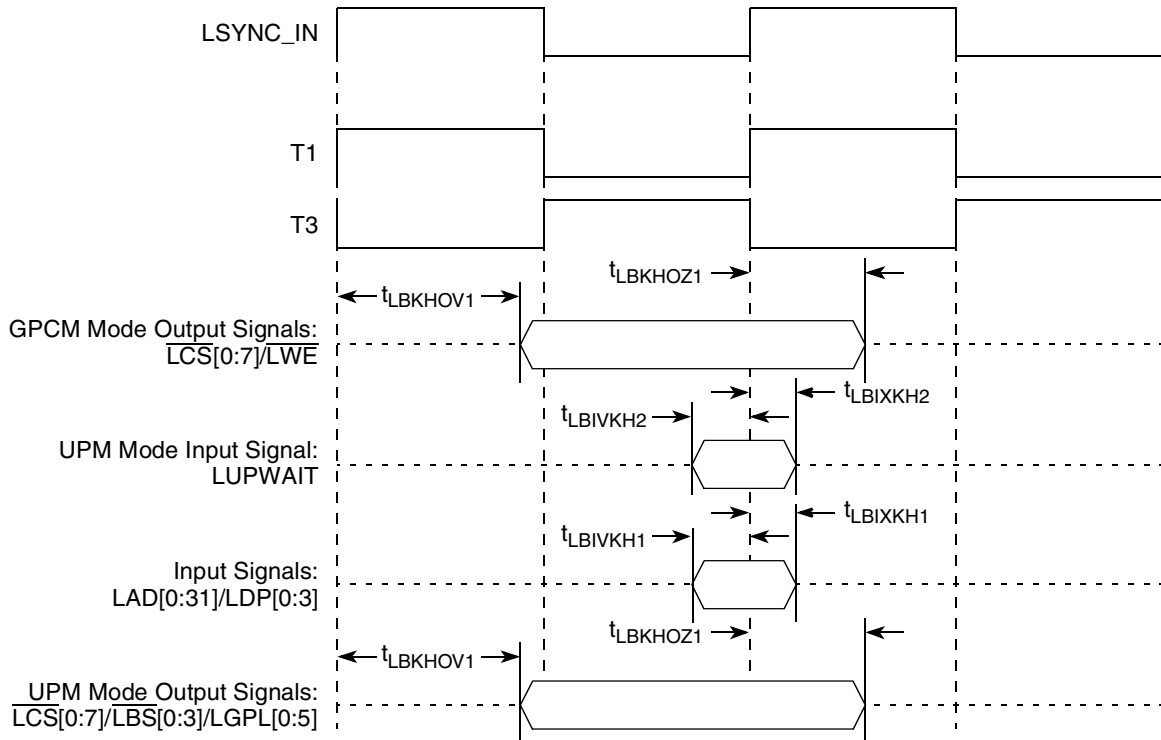 LSYNC_IN
T1
T3
tLBKHOZ1
tLBKHOV1
GPCM Mode Output Signals:
LCS[0:7]/LWE
tLBIXKH2
tLBIVKH2
UPM Mode Input Signal:
LUPWAIT
tLBIXKH1
tLBIVKH1
Input Signals:
LAD[0:31]/LDP[0:3]
tLBKHOZ1
tLBKHOV1
UPM Mode Output Signals:
LCS[0:7]/LBS[0:3]/LGPL[0:5]